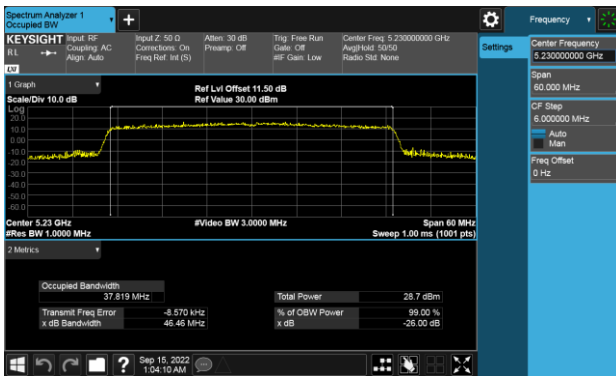 Spectrum Analyzer 1
Occupied BW
Frequency
KEYSIGHT
Input: RF
Coupling: AC
Align: Auto
Input Z: 50 Ω
Corrections: On
Freq Ref: Int (S)
Atten: 30 dB
Preamp: Off
Trig: Free Run
Gate: Off
#IF Gain: Low
Center Freq: 5.230000000 GHz
Avg|Hold: 50/50
Radio Std: None
R L
LXI
Settings
Center Frequency
5.230000000 GHz
Span
60.000 MHz
CF Step
6.000000 MHz
Auto
Man
Freq Offset
0 Hz
1 Graph
Scale/Div 10.0 dB
Ref Lvl Offset 11.50 dB
Ref Value 30.00 dBm
Log
20.0
10.0
0.00
-10.0
-20.0
-30.0
-40.0
-50.0
-60.0
Center 5.23 GHz
#Res BW 1.0000 MHz
#Video BW 3.0000 MHz
Span 60 MHz
Sweep 1.00 ms (1001 pts)
2 Metrics
Occupied Bandwidth
37.819 MHz
Total Power 28.7 dBm
Transmit Freq Error -8.570 kHz
% of OBW Power 99.00 %
x dB Bandwidth 46.46 MHz
x dB -26.00 dB
?
Sep 15, 2022
1:04:10 AM